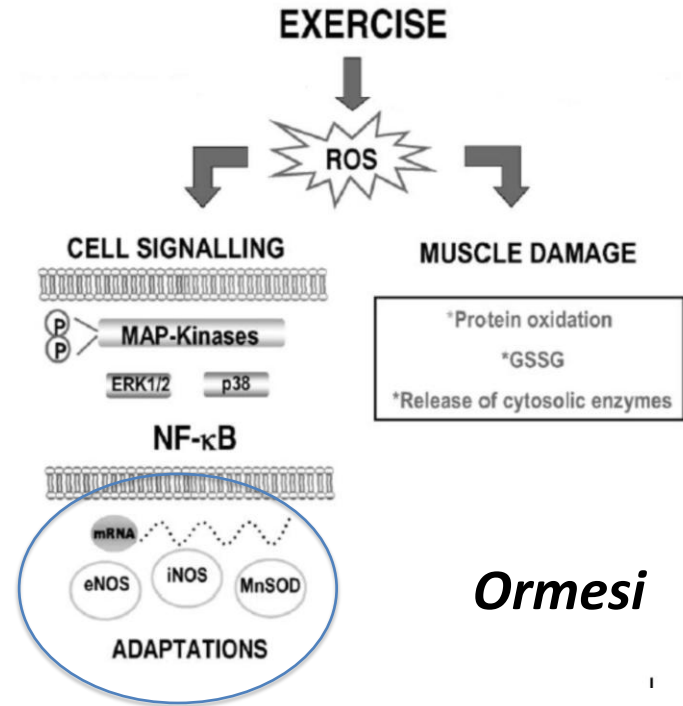 EXERCISE
ROS
CELL SIGNALLING
P
P
MAP-Kinases
ERK1/2 p38
NF-κB
mRNA
eNOS iNOS MnSOD
ADAPTATIONS
MUSCLE DAMAGE
*Protein oxidation
*GSSG
*Release of cytosolic enzymes
Ormesi